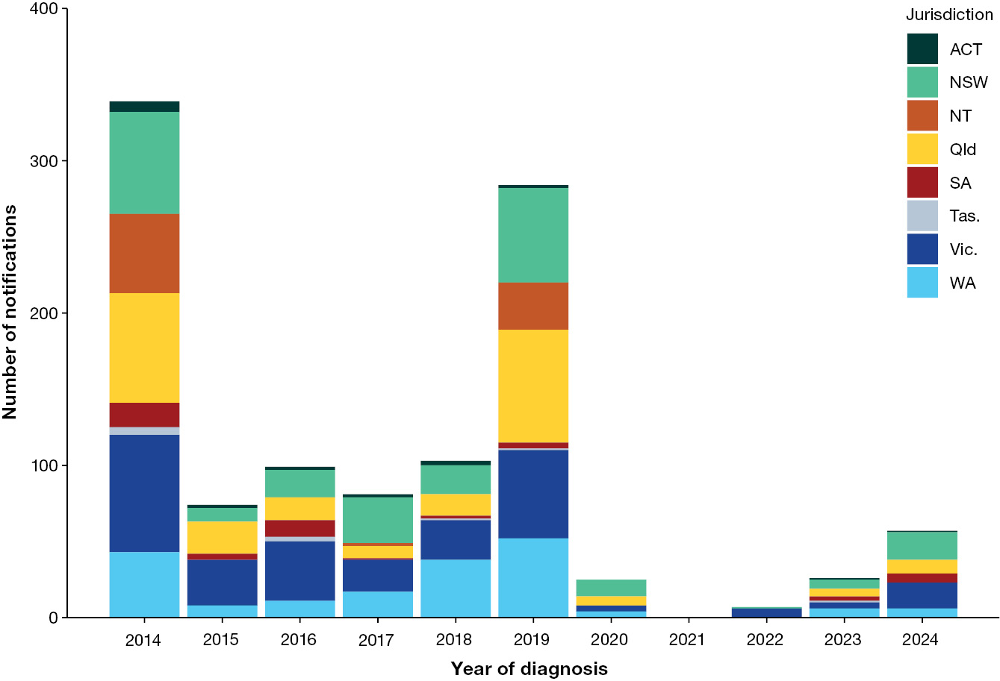 Number of notifications
400
300
200
100
0
2014 2015 2016 2017 2018 2019 2020 2021 2022 2023 2024
Year of diagnosis
Jurisdiction
ACT
NSW
NT
Qld
SA
Tas.
Vic.
WA